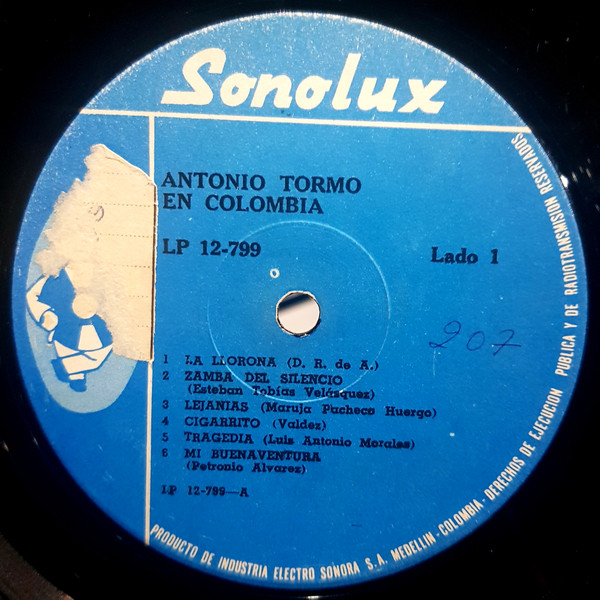 Sonolux
ANTONIO TORMO
EN COLOMBIA
LP 12-799
Lado 1
207
1 LA LLORONA (D. R. de A.)
2 ZAMBA DEL SILENCIO
(Esteban Tobías Velásquez)
3 LEJANIAS (Maruja Pacheco Huergo)
4 CIGARRITO (Valdez)
5 TRAGEDIA (Luis Antonio Morales)
6 MI BUENAVENTURA
(Petronio Alvarez)
LP 12-799—A
PRODUCTO DE INDUSTRIA ELECTRO SONORA S.A. MEDELLIN - COLOMBIA - DERECHOS DE EJECUCION PUBLICA Y DE RADIOTRANSMISION RESERVADOS